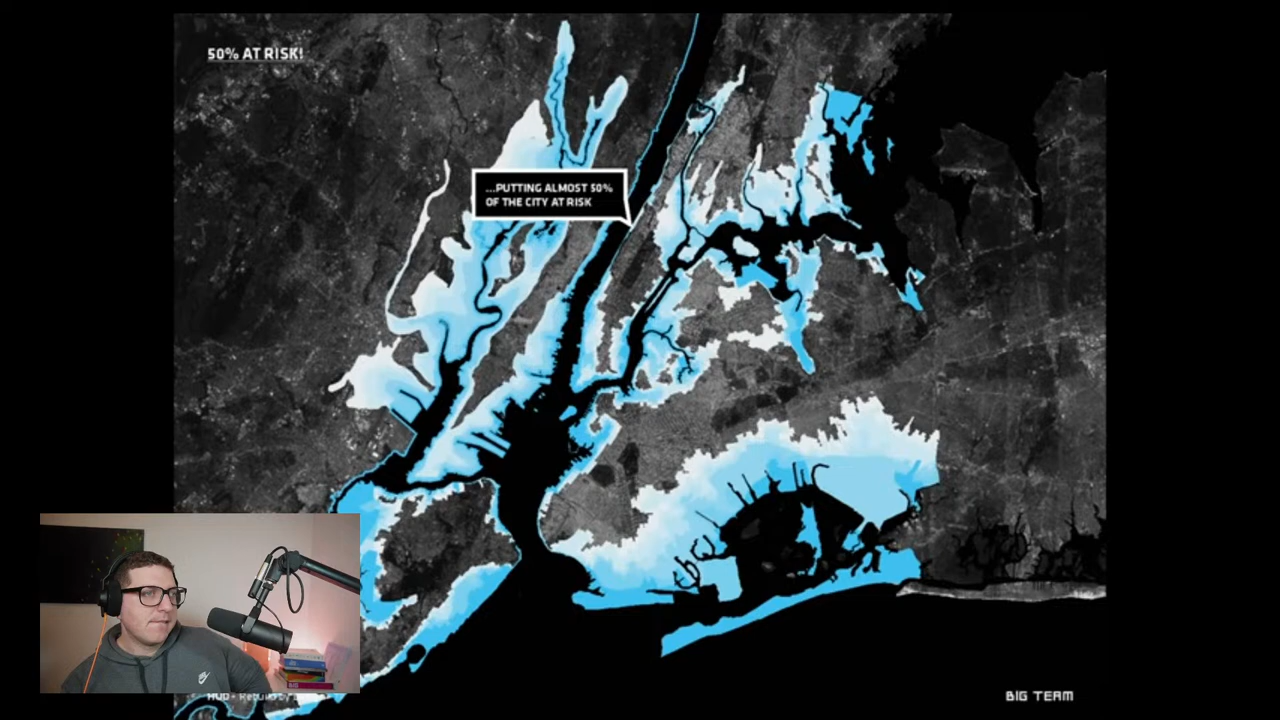 50% AT RISK!
...PUTTING ALMOST 50%
OF THE CITY AT RISK
BIG TEAM